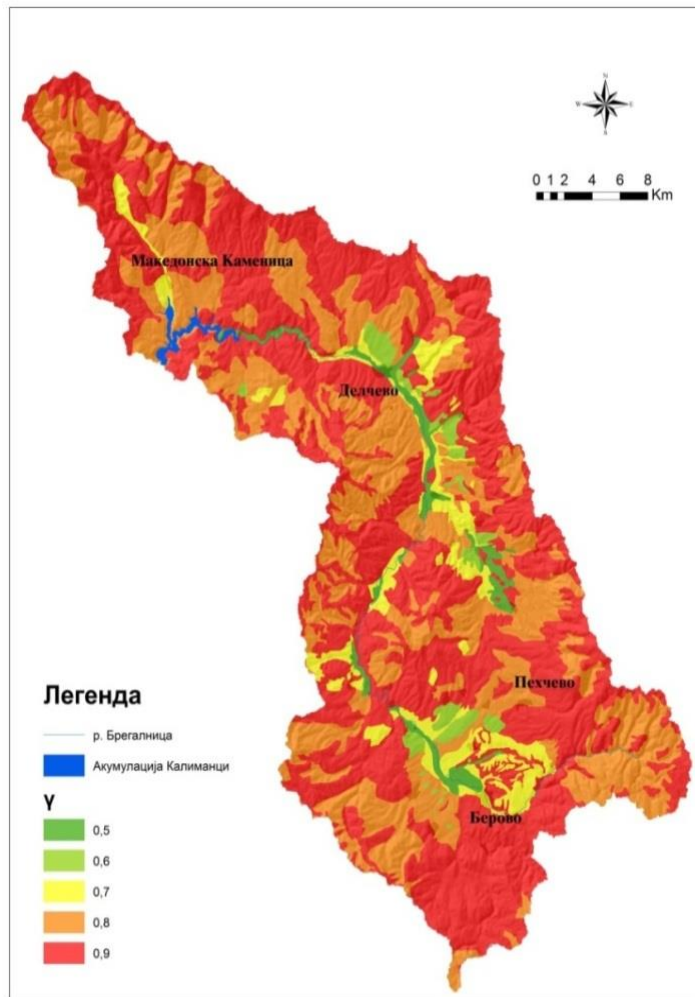 N
W E
S
0 1 2 4 6 8
Km
Македонска Каменица
Делчево
Пехчево
Берово
Легенда
р. Брегалница
Акумулација Калиманци
Y
0,5
0,6
0,7
0,8
0,9